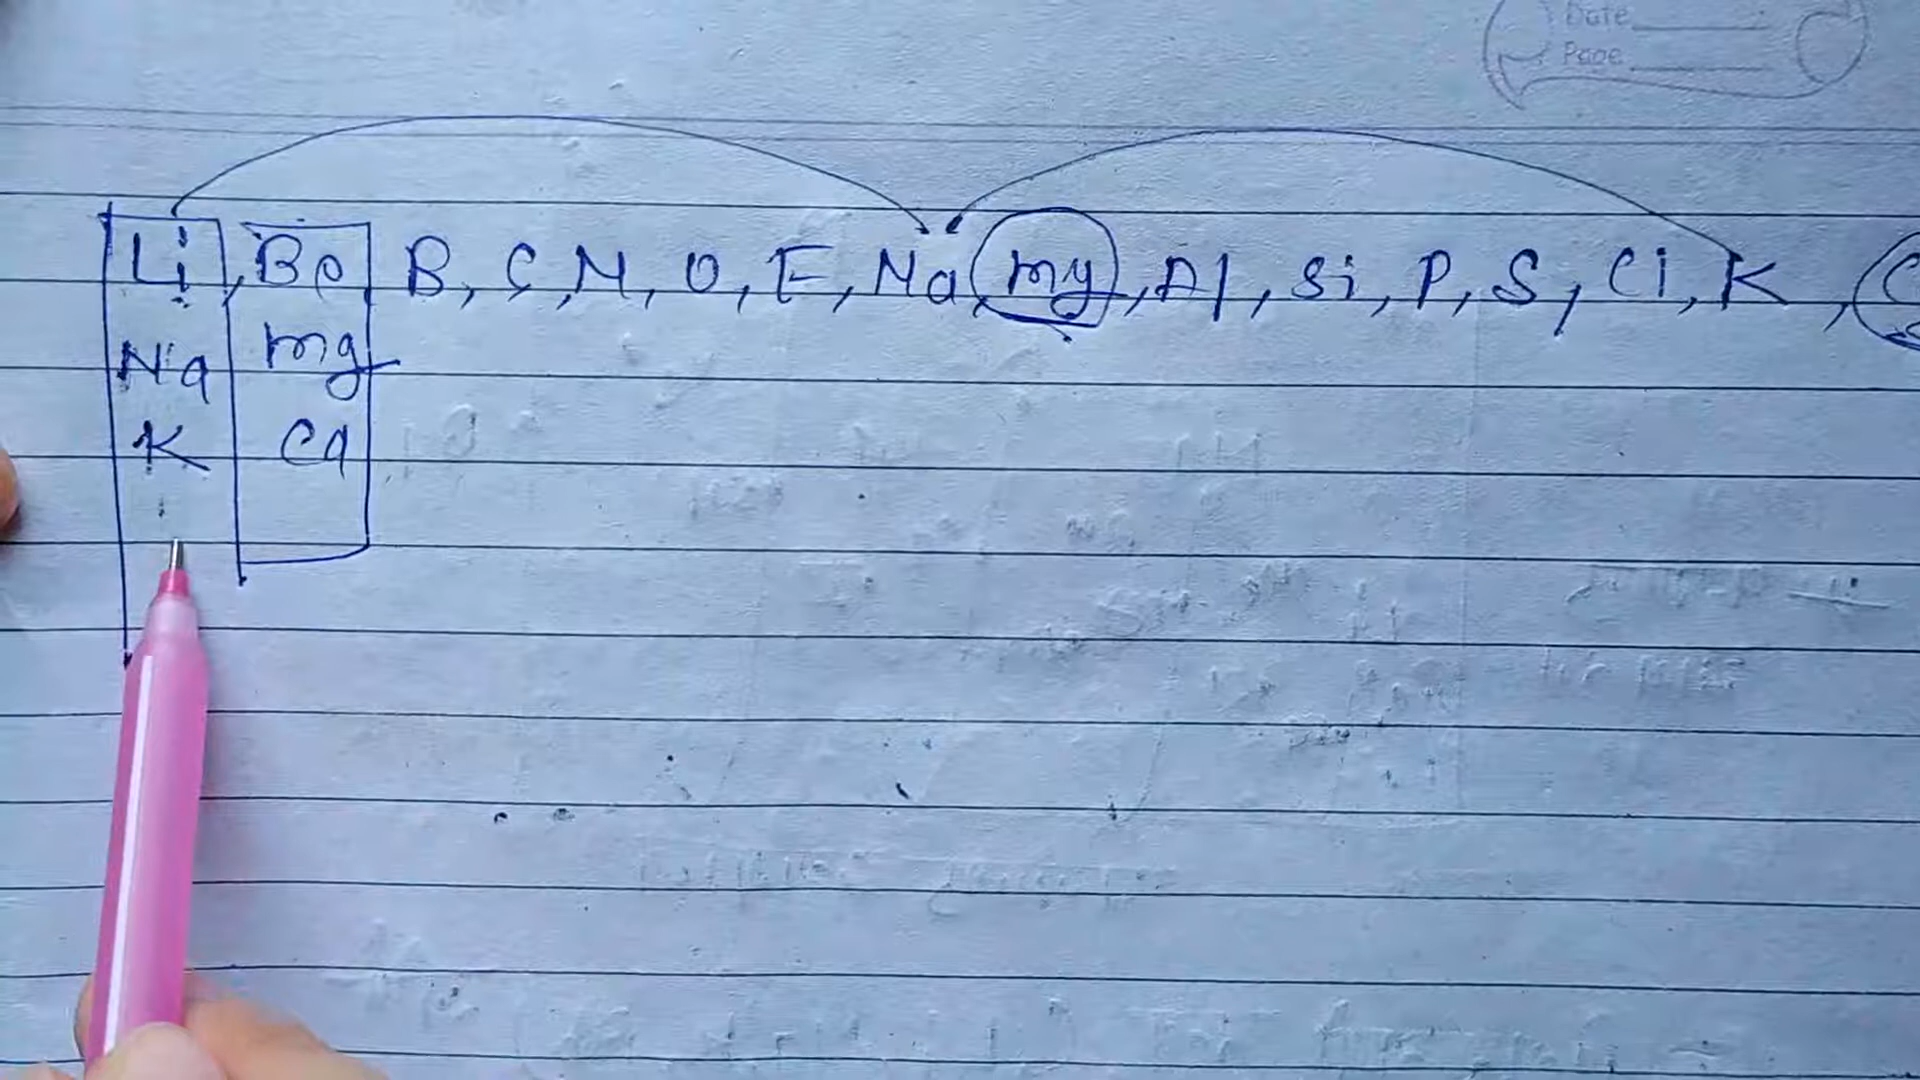 Date
Page
Li, Be B, C, N, O, F, Na, mg, Al, Si, P, S, Cl, K, C
Na mg
K Ca